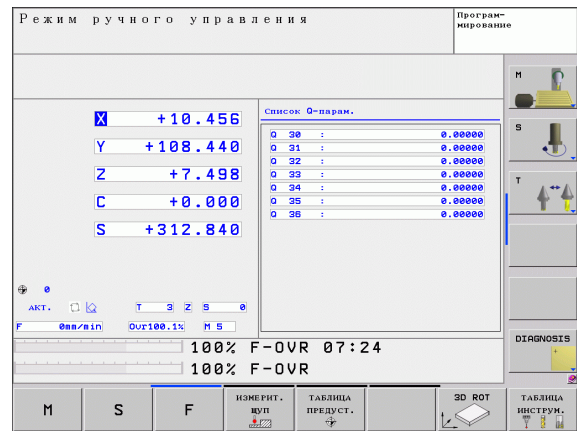 Режим ручного управления
Програм-
мирование
M
X +10.456
Y +108.440
Z +7.498
C +0.000
S +312.840
Список Q-парам.
Q 30 : 0.00000
Q 31 : 0.00000
Q 32 : 0.00000
Q 33 : 0.00000
Q 34 : 0.00000
Q 35 : 0.00000
Q 36 : 0.00000
S
T
0
АКТ. T 3 Z S 0
F 0mm/min Ovr100.1% M 5
100% F-OVR 07:24
100% F-OVR
DIAGNOSIS
M
S
F
ИЗМЕРИТ.
ЩУП
ТАБЛИЦА
ПРЕДУСТ.
3D ROT
ТАБЛИЦА
ИНСТРУМ.